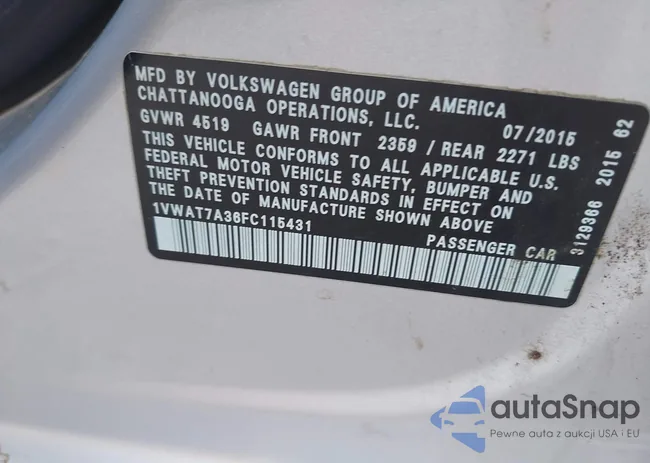 MFD BY VOLKSWAGEN GROUP OF AMERICA
CHATTANOOGA OPERATIONS, LLC.
07/2015
GVWR 4519 GAWR FRONT 2359 / REAR 2271 LBS
THIS VEHICLE CONFORMS TO ALL APPLICABLE U.S.
FEDERAL MOTOR VEHICLE SAFETY, BUMPER AND
THEFT PREVENTION STANDARDS IN EFFECT ON
THE DATE OF MANUFACTURE SHOWN ABOVE
1VWAT7A36FC115431 PASSENGER CAR
3129366 2015 62
autoSnap
Pewne auta z aukcji USA i EU